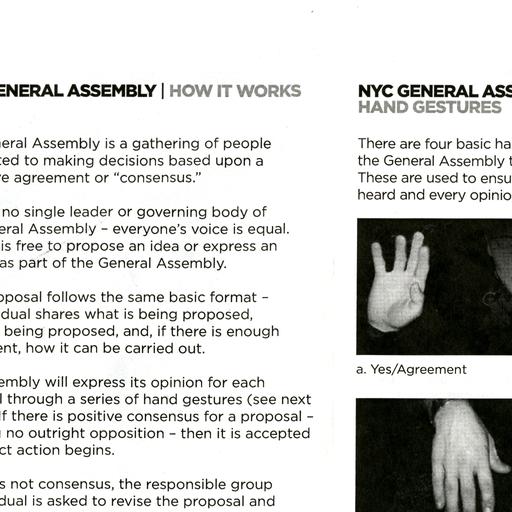 ENERAL ASSEMBLY | HOW IT WORKS
neral Assembly is a gathering of people
ted to making decisions based upon a
ve agreement or “consensus.”
no single leader or governing body of
eral Assembly – everyone’s voice is equal.
is free to propose an idea or express an
as part of the General Assembly.
oposal follows the same basic format –
dual shares what is being proposed,
being proposed, and, if there is enough
ent, how it can be carried out.
embly will express its opinion for each
l through a series of hand gestures (see next
If there is positive consensus for a proposal –
g no outright opposition – then it is accepted
ct action begins.
s not consensus, the responsible group
dual is asked to revise the proposal and
NYC GENERAL ASS
HAND GESTURES
There are four basic ha
the General Assembly t
These are used to ensu
heard and every opinio
a. Yes/Agreement